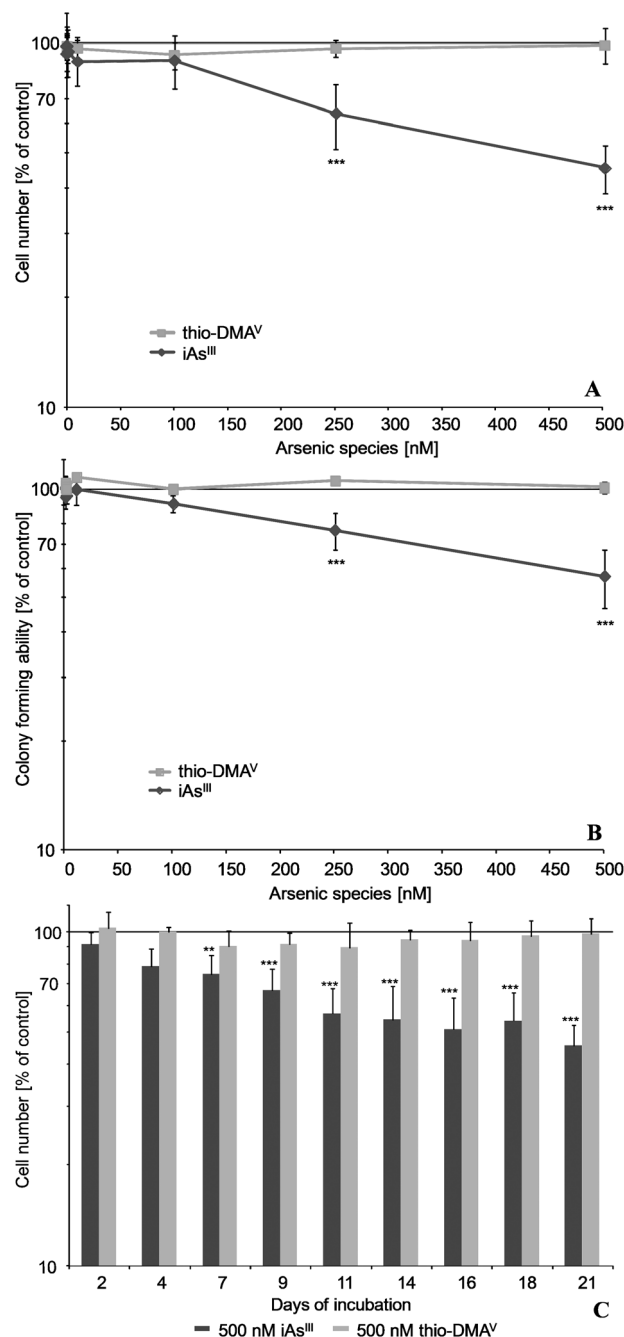 100
70
10
Cell number [% of control]
***
***
thio-DMAⱽ
iAsᴵᴵᴵ
A
0 50 100 150 200 250 300 350 400 450 500
Arsenic species [nM]
100
70
10
Colony forming ability [% of control]
***
***
thio-DMAⱽ
iAsᴵᴵᴵ
B
0 50 100 150 200 250 300 350 400 450 500
Arsenic species [nM]
100
70
10
Cell number [% of control]
** *** *** *** *** *** ***
2 4 7 9 11 14 16 18 21
Days of incubation
C
500 nM iAsᴵᴵᴵ 500 nM thio-DMAⱽ